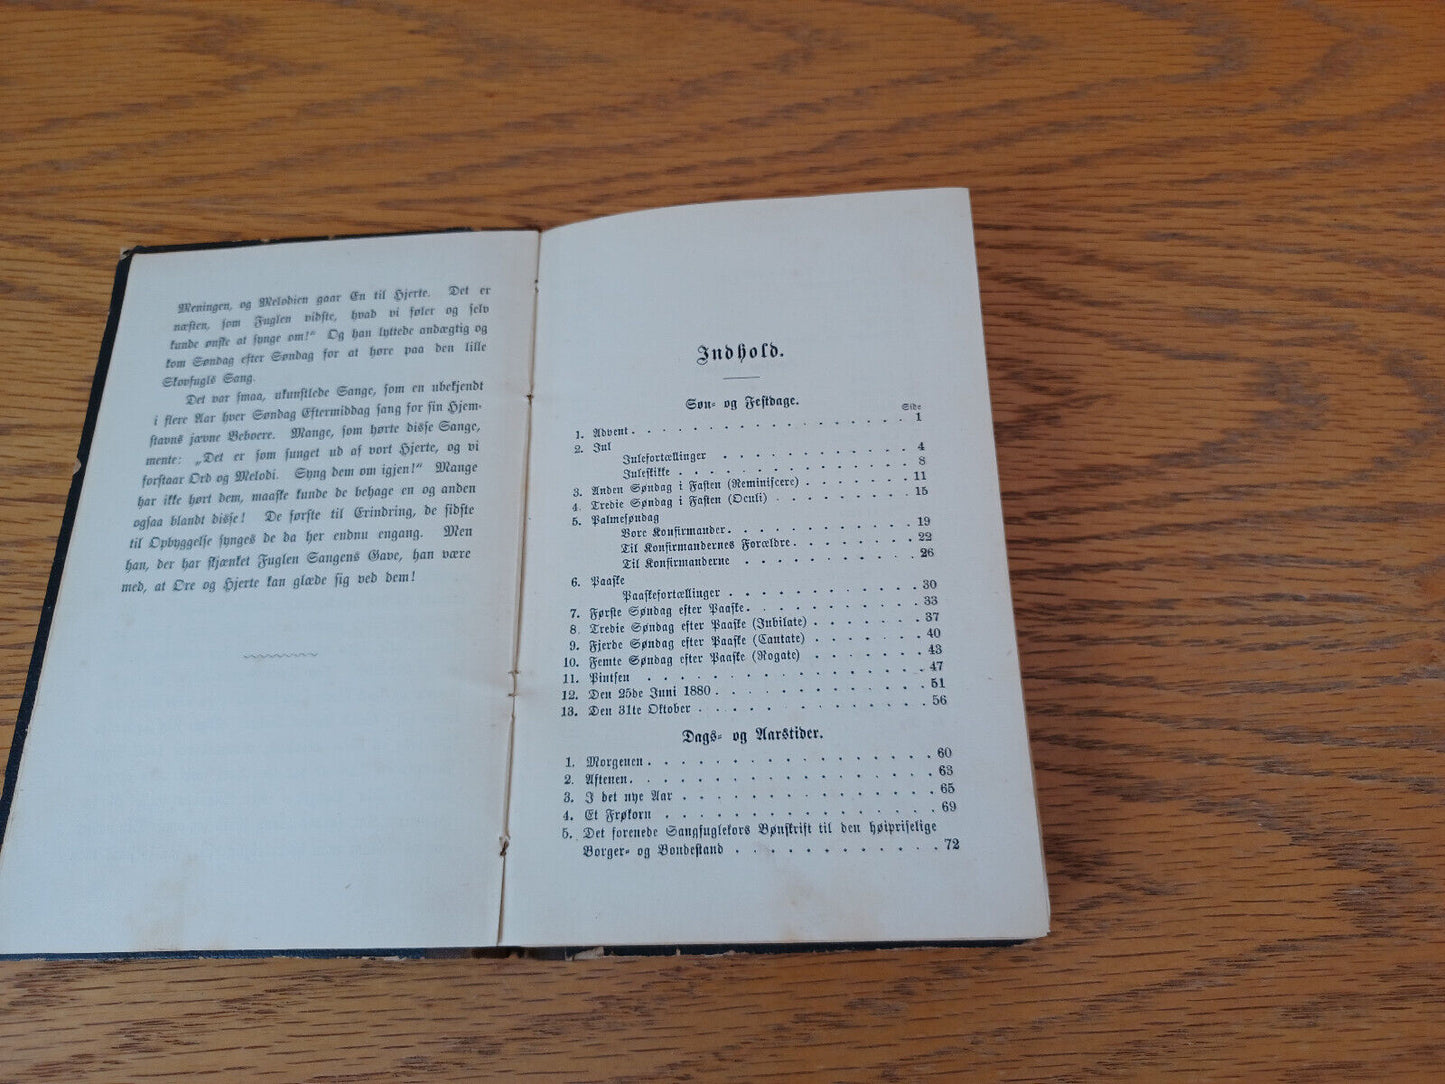 Meningen, og Melodien gaar En til Hjerte. Det er
næsten, som Fuglen vidste, hvad vi føler og selv
kunde ønske at synge om!“ Og han lyttede andægtig og
kom Søndag efter Søndag for at høre paa den lille
Skovfugls Sang.
Det var smaa, ukunstlede Sange, som en ubekjendt
i flere Aar hver Søndag Eftermiddag sang for sin Hjem-
stavns jævne Beboere. Mange, som hørte disse Sange,
mente: „Det er som sunget ud af vort Hjerte, og vi
forstaar Ord og Melodi. Syng dem om igjen!“ Mange
har ikke hørt dem, maaske kunde de behage en og anden
ogsaa blandt disse! De første til Erindring, de sidste
til Opbyggelse synges de da her endnu engang. Men
han, der har skjænket Fuglen Sangens Gave, han være
med, at Øre og Hjerte kan glæde sig ved dem!
Indhold.
Søn- og Festdage.
Side
1. Advent . . . . . . . . . . . . . 1
2. Jul
Julefortællinger . . . . . . . . . 4
Juleskikke . . . . . . . . . . 8
3. Anden Søndag i Fasten (Reminiscere) . . . . . 11
4. Tredie Søndag i Fasten (Oculi) . . . . . . 15
5. Palmesøndag
Vore Konfirmander . . . . . . . . 19
Til Konfirmandernes Forældre . . . . . . 22
Til Konfirmanderne . . . . . . . . 26
6. Paaske
Paaskefortællinger . . . . . . . . 30
7. Første Søndag efter Paaske . . . . . . . 33
8. Tredie Søndag efter Paaske (Jubilate) . . . . . 37
9. Fjerde Søndag efter Paaske (Cantate) . . . . . 40
10. Femte Søndag efter Paaske (Rogate) . . . . . 43
11. Pintsen . . . . . . . . . . . 47
12. Den 25de Juni 1880 . . . . . . . . . 51
13. Den 31te Oktober . . . . . . . . . 56
Dags- og Aarstider.
1. Morgenen . . . . . . . . . . . . 60
2. Aftenen . . . . . . . . . . . . 63
3. I det nye Aar . . . . . . . . . . 65
4. Et Frøkorn . . . . . . . . . . . 69
5. Det forenede Sangfuglekors Bønskrift til den højpriselige
Borger- og Bondestand . . . . . . . . . 72